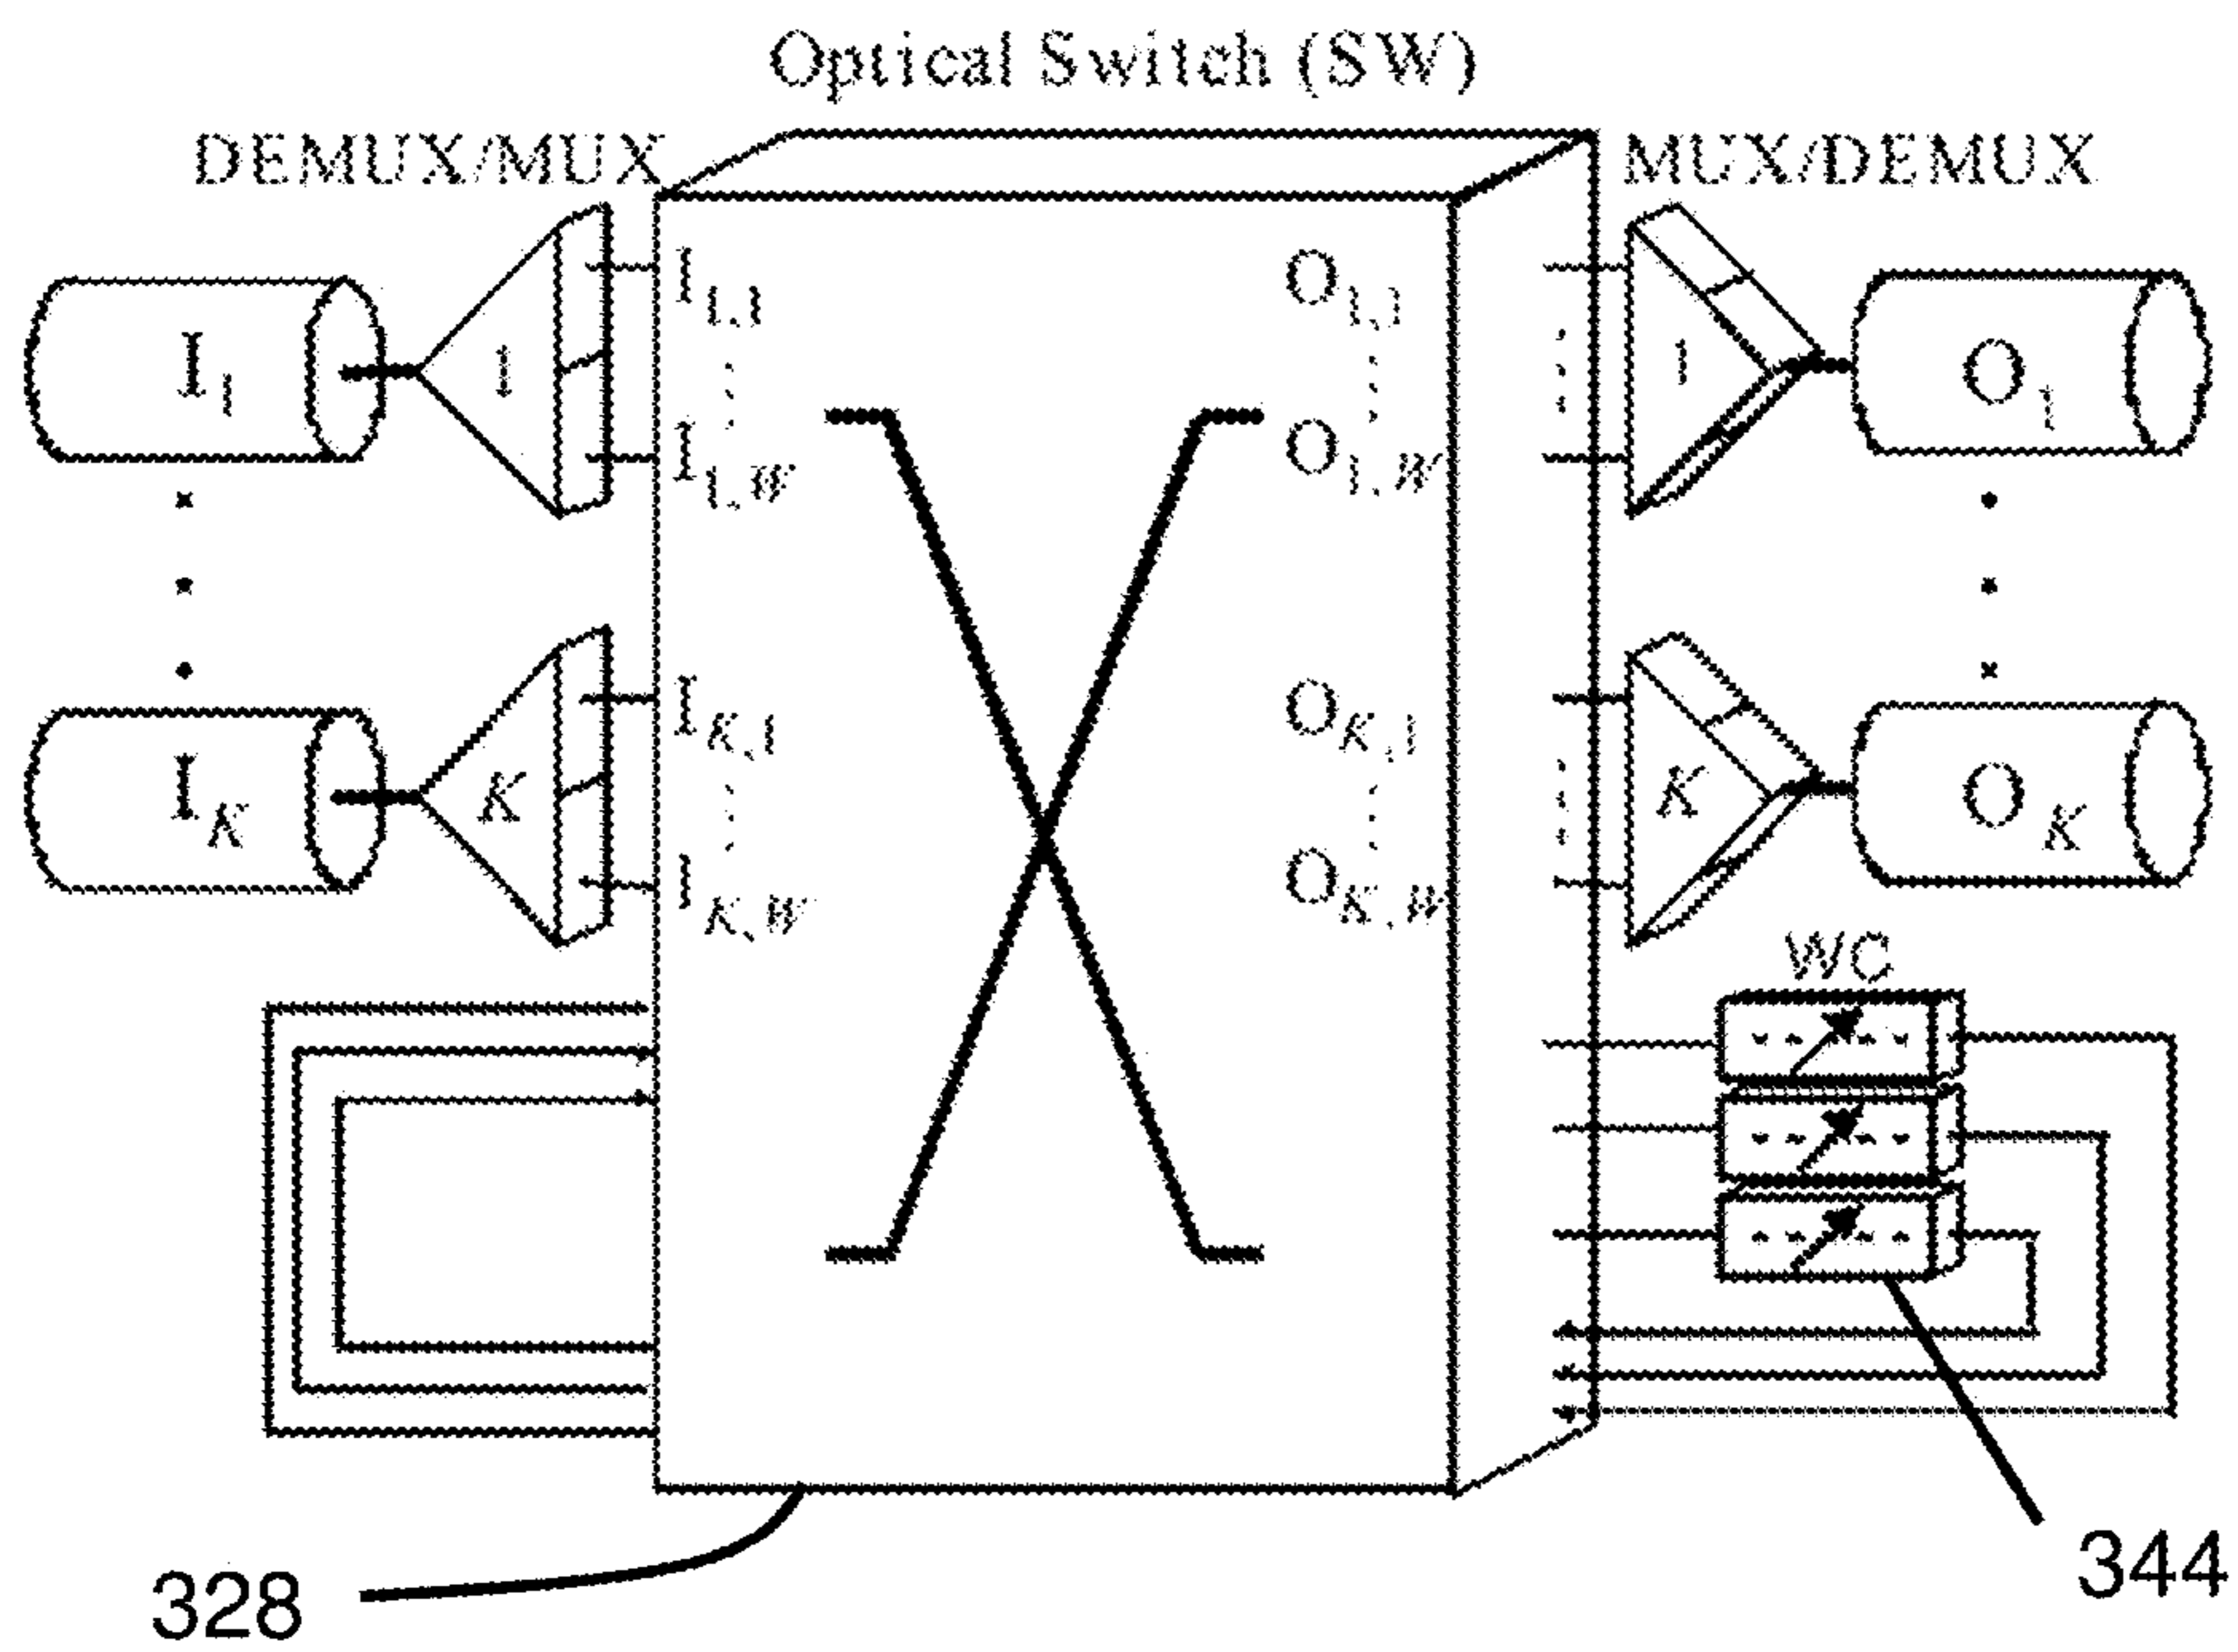 Optical Switch (SW)
DEMUX/MUX
MUX/DEMUX
I1
1
I1,1
I1,W
O1,1
O1,W
1
O1
IK
K
IK,1
IK,W
OK,1
OK,W
K
OK
WC
328
344